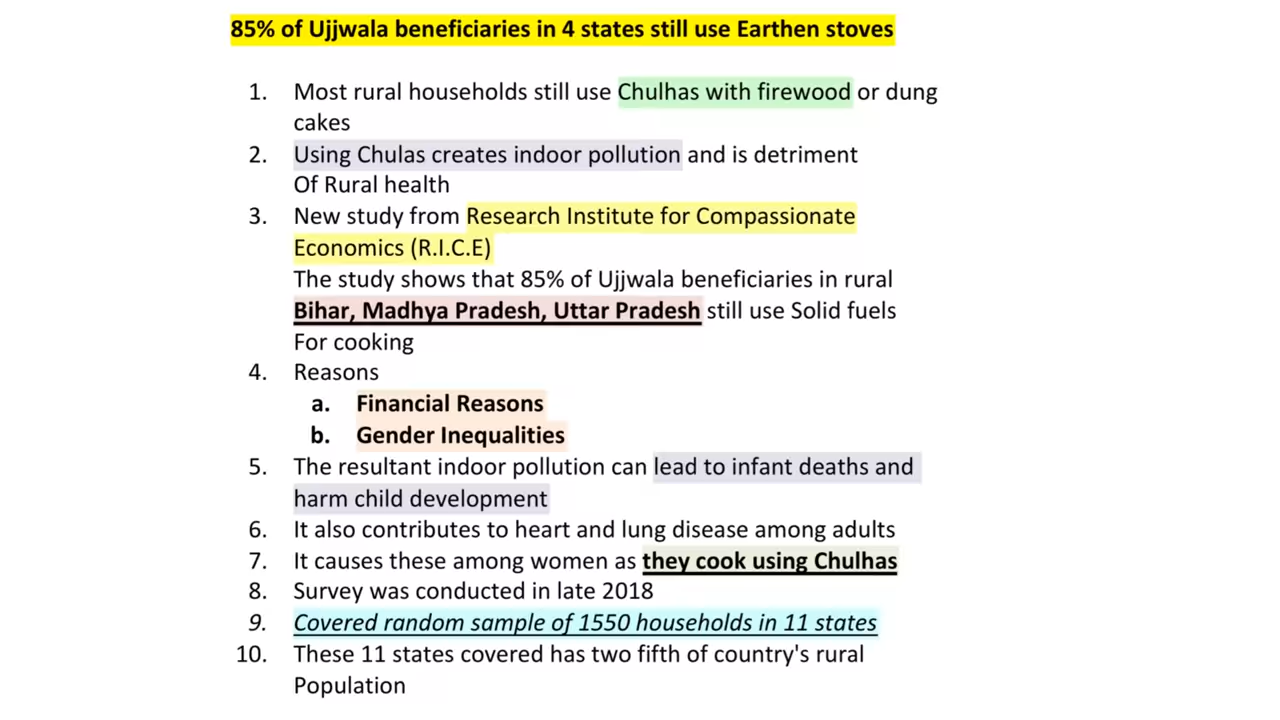 85% of Ujjwala beneficiaries in 4 states still use Earthen stoves
1. Most rural households still use Chulhas with firewood or dung
cakes
2. Using Chulas creates indoor pollution and is detriment
Of Rural health
3. New study from Research Institute for Compassionate
Economics (R.I.C.E)
The study shows that 85% of Ujjwala beneficiaries in rural
Bihar, Madhya Pradesh, Uttar Pradesh still use Solid fuels
For cooking
4. Reasons
a. Financial Reasons
b. Gender Inequalities
5. The resultant indoor pollution can lead to infant deaths and
harm child development
6. It also contributes to heart and lung disease among adults
7. It causes these among women as they cook using Chulhas
8. Survey was conducted in late 2018
9. Covered random sample of 1550 households in 11 states
10. These 11 states covered has two fifth of country's rural
Population